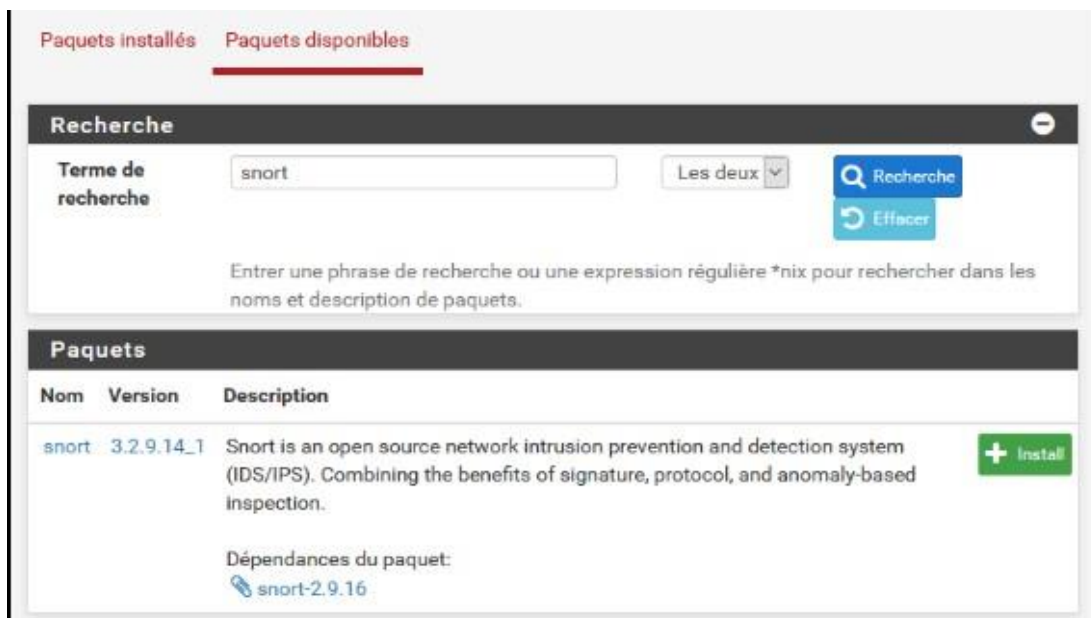 Paquets installés Paquets disponibles
Recherche
Terme de recherche
snort
Les deux
Recherche
Effacer
Entrer une phrase de recherche ou une expression régulière *nix pour rechercher dans les
noms et description de paquets.
Paquets
Nom Version Description
snort 3.2.9.14_1 Snort is an open source network intrusion prevention and detection system
(IDS/IPS). Combining the benefits of signature, protocol, and anomaly-based
inspection.
Install
Dépendances du paquet:
snort-2.9.16